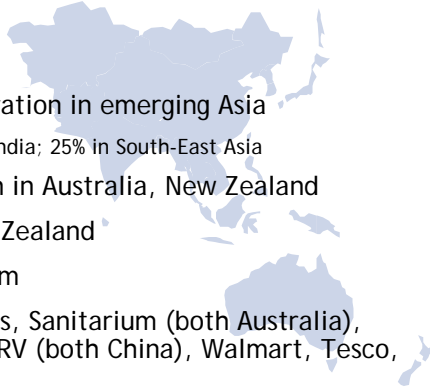 ation in emerging Asia
ndia; 25% in South-East Asia
in Australia, New Zealand
Zealand
m
s, Sanitarium (both Australia),
RV (both China), Walmart, Tesco,